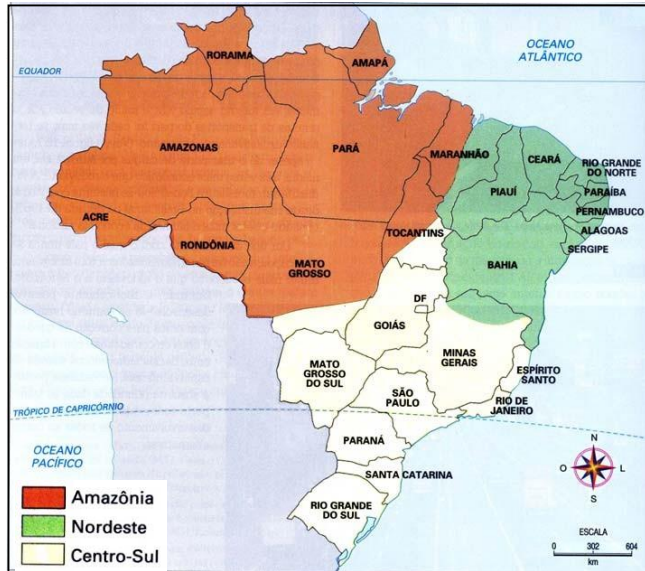 OCEANO
ATLÂNTICO
RORAIMA
AMAPÁ
EQUADOR
AMAZONAS
PARÁ
MARANHÃO
CEARÁ
RIO GRANDE
DO NORTE
PIAUÍ
PARAÍBA
PERNAMBUCO
ACRE
TOCANTINS
ALAGOAS
RONDÔNIA
SERGIPE
MATO
GROSSO
BAHIA
DF
GOIÁS
MINAS
GERAIS
MATO
GROSSO
DO SUL
ESPÍRITO
SANTO
SÃO
PAULO
RIO DE
JANEIRO
TRÓPICO DE CAPRICÓRNIO
PARANÁ
OCEANO
PACÍFICO
SANTA CATARINA
RIO GRANDE
DO SUL
N
O
L
S
Amazônia
Nordeste
Centro-Sul
ESCALA
0 302 604
km